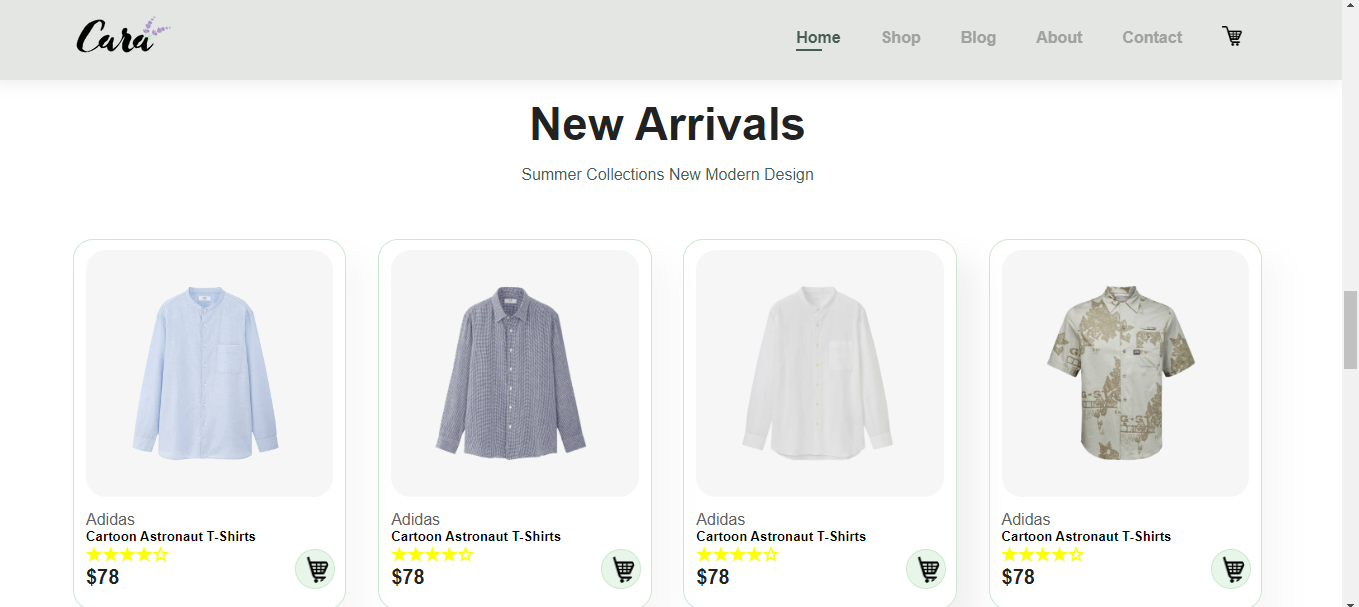 Cara
Home Shop Blog About Contact
New Arrivals
Summer Collections New Modern Design
Adidas
Cartoon Astronaut T-Shirts
$78
Adidas
Cartoon Astronaut T-Shirts
$78
Adidas
Cartoon Astronaut T-Shirts
$78
Adidas
Cartoon Astronaut T-Shirts
$78